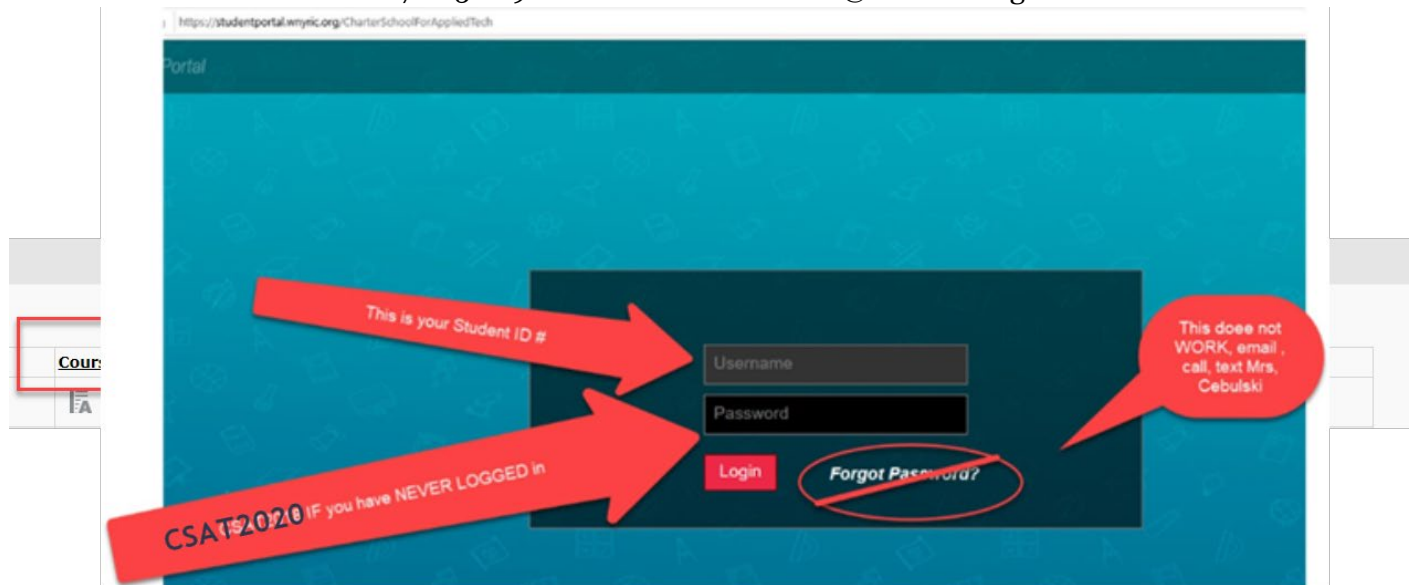 https://studentportal.wnyric.org/CharterSchoolForAppliedTech
Portal
This is your Student ID #
Username
Password
Login
Forgot Password?
This doee not
WORK, email ,
call, text Mrs,
Cebulski
CSAT2020 IF you have NEVER LOGGED in
Cour